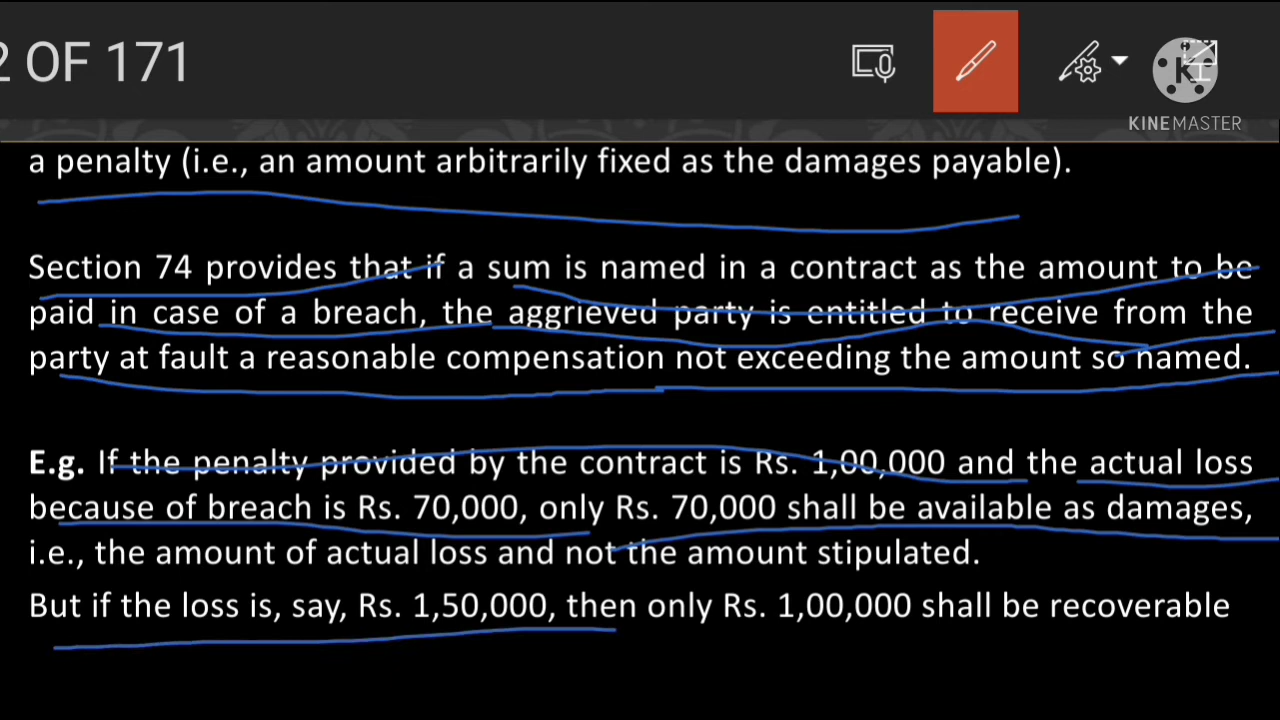 2 OF 171
KINEMASTER
a penalty (i.e., an amount arbitrarily fixed as the damages payable).
Section 74 provides that if a sum is named in a contract as the amount to be
paid in case of a breach, the aggrieved party is entitled to receive from the
party at fault a reasonable compensation not exceeding the amount so named.
E.g. If the penalty provided by the contract is Rs. 1,00,000 and the actual loss
because of breach is Rs. 70,000, only Rs. 70,000 shall be available as damages,
i.e., the amount of actual loss and not the amount stipulated.
But if the loss is, say, Rs. 1,50,000, then only Rs. 1,00,000 shall be recoverable